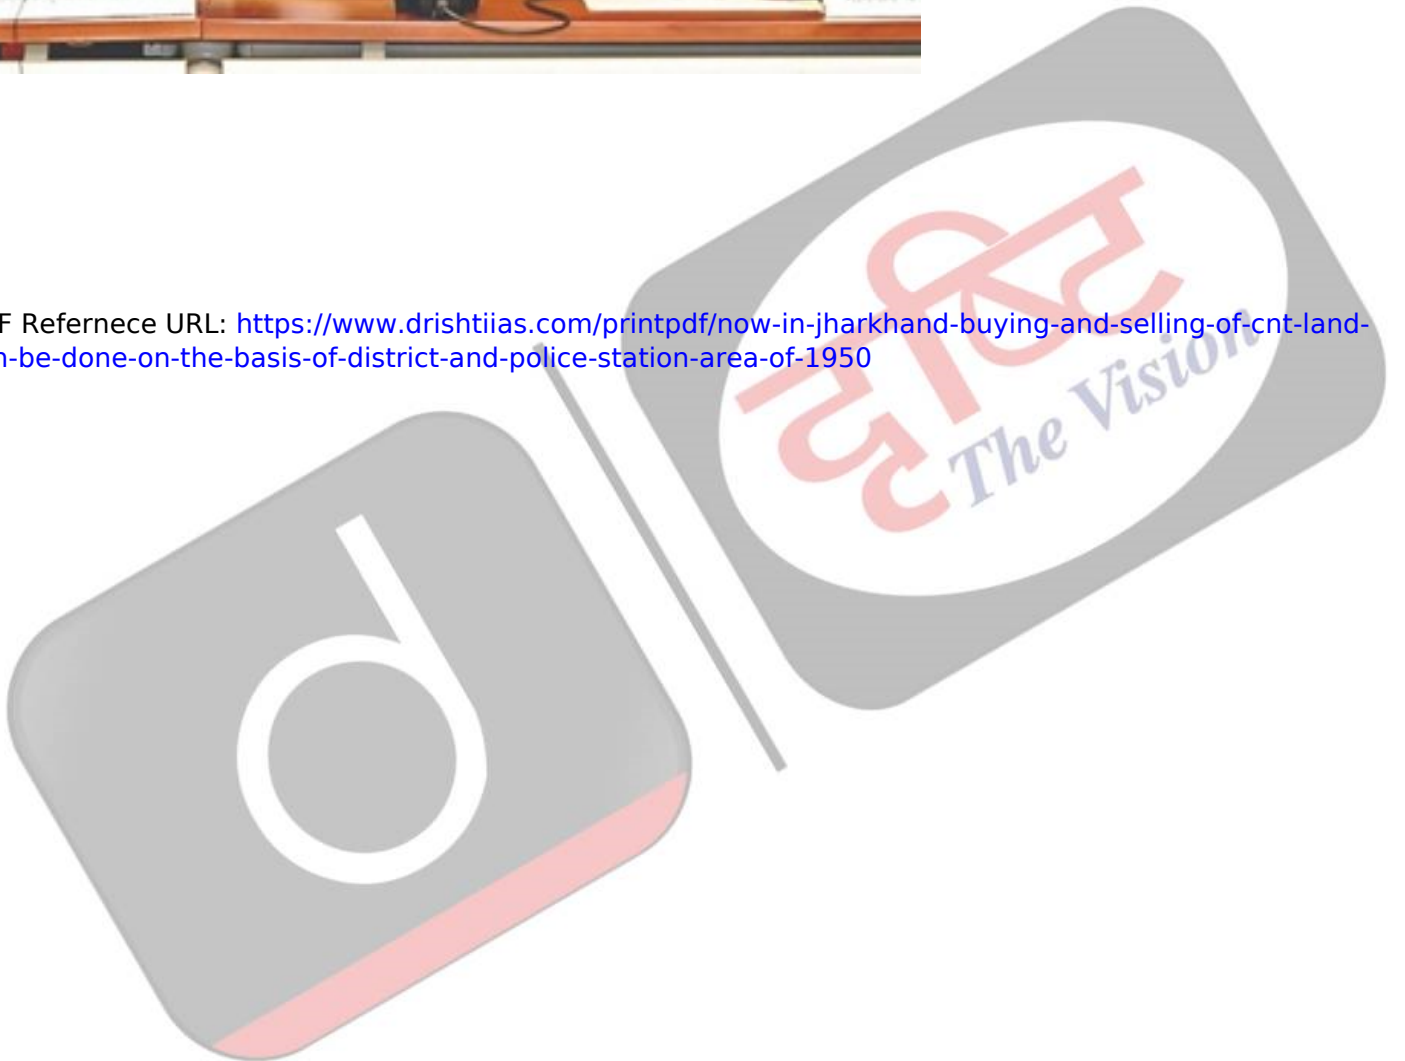 F Refernece URL: https://www.drishtiias.com/printpdf/now-in-jharkhand-buying-and-selling-of-cnt-land-
n-be-done-on-the-basis-of-district-and-police-station-area-of-1950
दृष्टि
The Vision
d